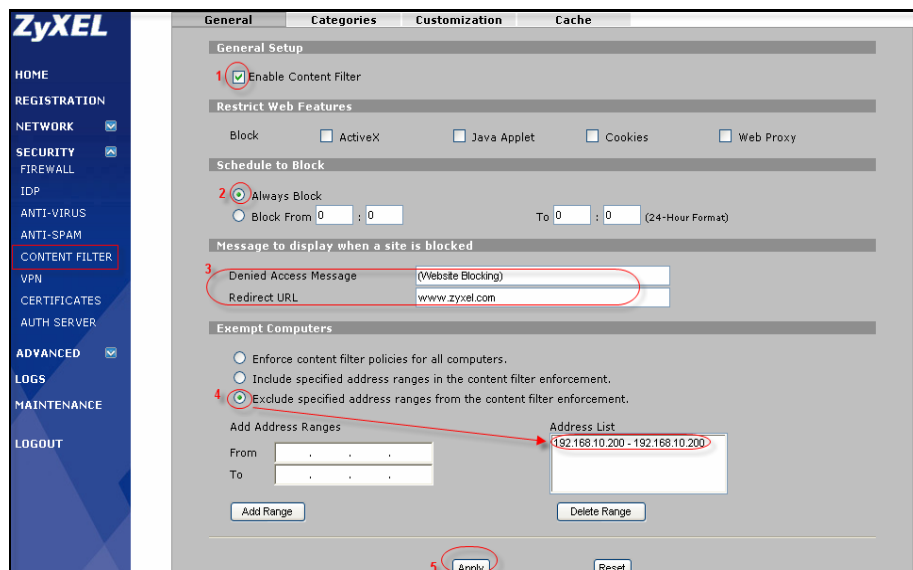 ZyXEL
HOME
REGISTRATION
NETWORK
SECURITY
FIREWALL
IDP
ANTI-VIRUS
ANTI-SPAM
CONTENT FILTER
VPN
CERTIFICATES
AUTH SERVER
ADVANCED
LOGS
MAINTENANCE
LOGOUT
General Categories Customization Cache
General Setup
1 Enable Content Filter
Restrict Web Features
Block ActiveX Java Applet Cookies Web Proxy
Schedule to Block
2 Always Block
Block From 0 : 0 To 0 : 0 (24-Hour Format)
Message to display when a site is blocked
3 Denied Access Message (Website Blocking)
Redirect URL www.zyxel.com
Exempt Computers
Enforce content filter policies for all computers.
Include specified address ranges in the content filter enforcement.
4 Exclude specified address ranges from the content filter enforcement.
Add Address Ranges Address List
From . . . 192.168.10.200 - 192.168.10.200
To . . .
Add Range Delete Range
5 Apply Reset